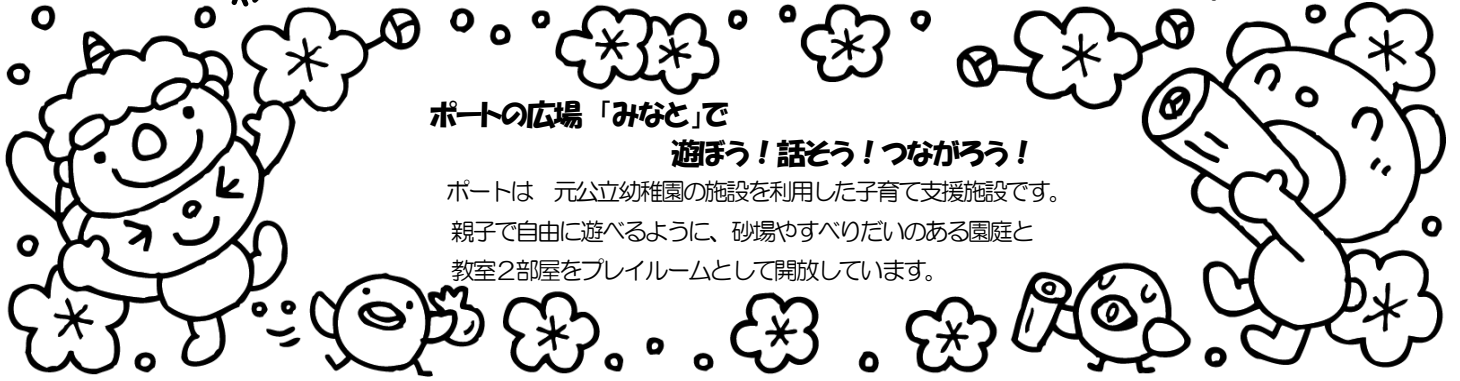 ポートの広場「みなと」で
遊ぼう！話そう！つながろう！
ポートは　元公立幼稚園の施設を利用した子育て支援施設です。
親子で自由に遊べるように、砂場やすべりだいのある園庭と
教室２部屋をプレイルームとして開放しています。